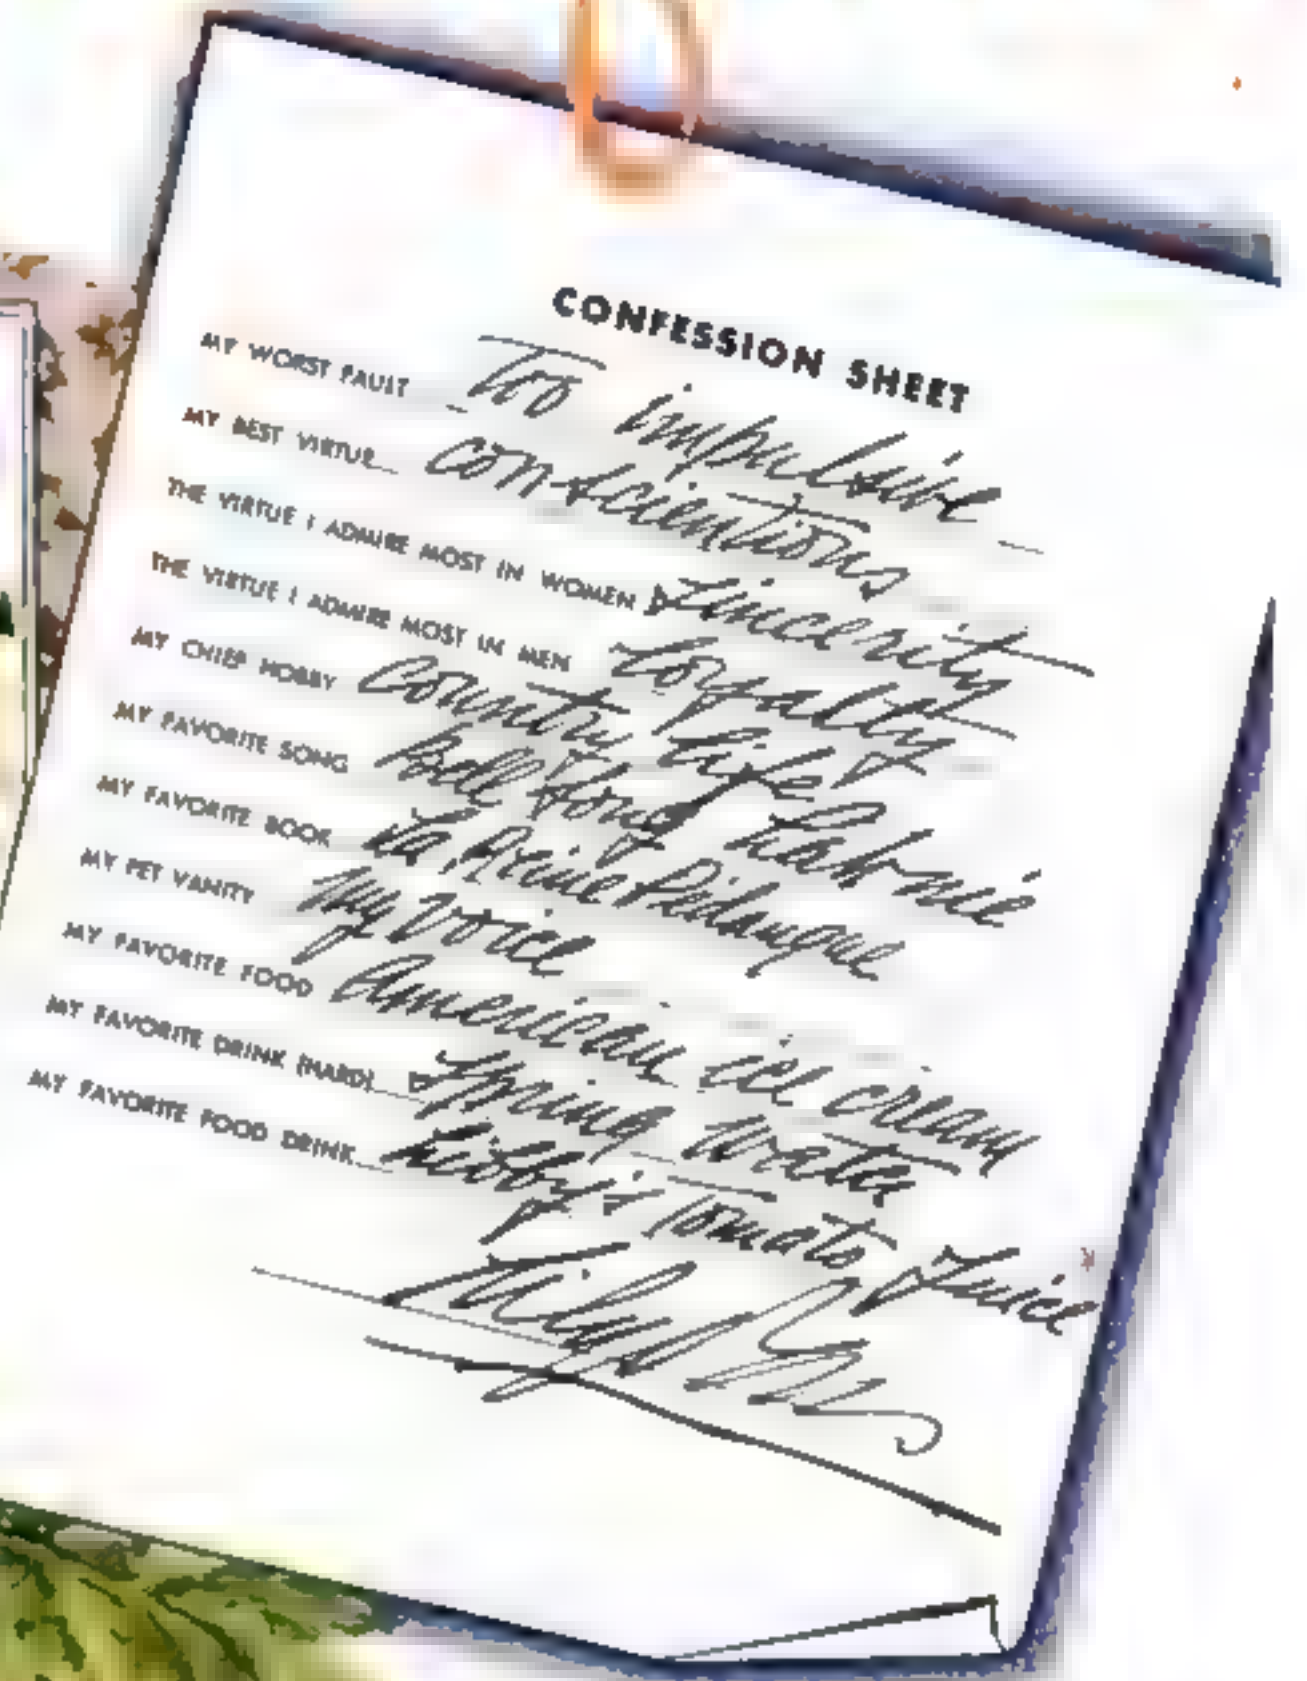 CONFESSION SHEET
MY WORST FAULT Too impulsive
MY BEST VIRTUE conscientious
THE VIRTUE I ADMIRE MOST IN WOMEN Sincerity
THE VIRTUE I ADMIRE MOST IN MEN Loyalty
MY CHIEF HOBBY Country life
MY FAVORITE SONG Bell Song Lakmé
MY FAVORITE BOOK La Reine Pédauque
MY PET VANITY My voice
MY FAVORITE FOOD American ice cream
MY FAVORITE DRINK (HARD) Spring Water
MY FAVORITE FOOD DRINK Libby's Tomato Juice
Lily Pons